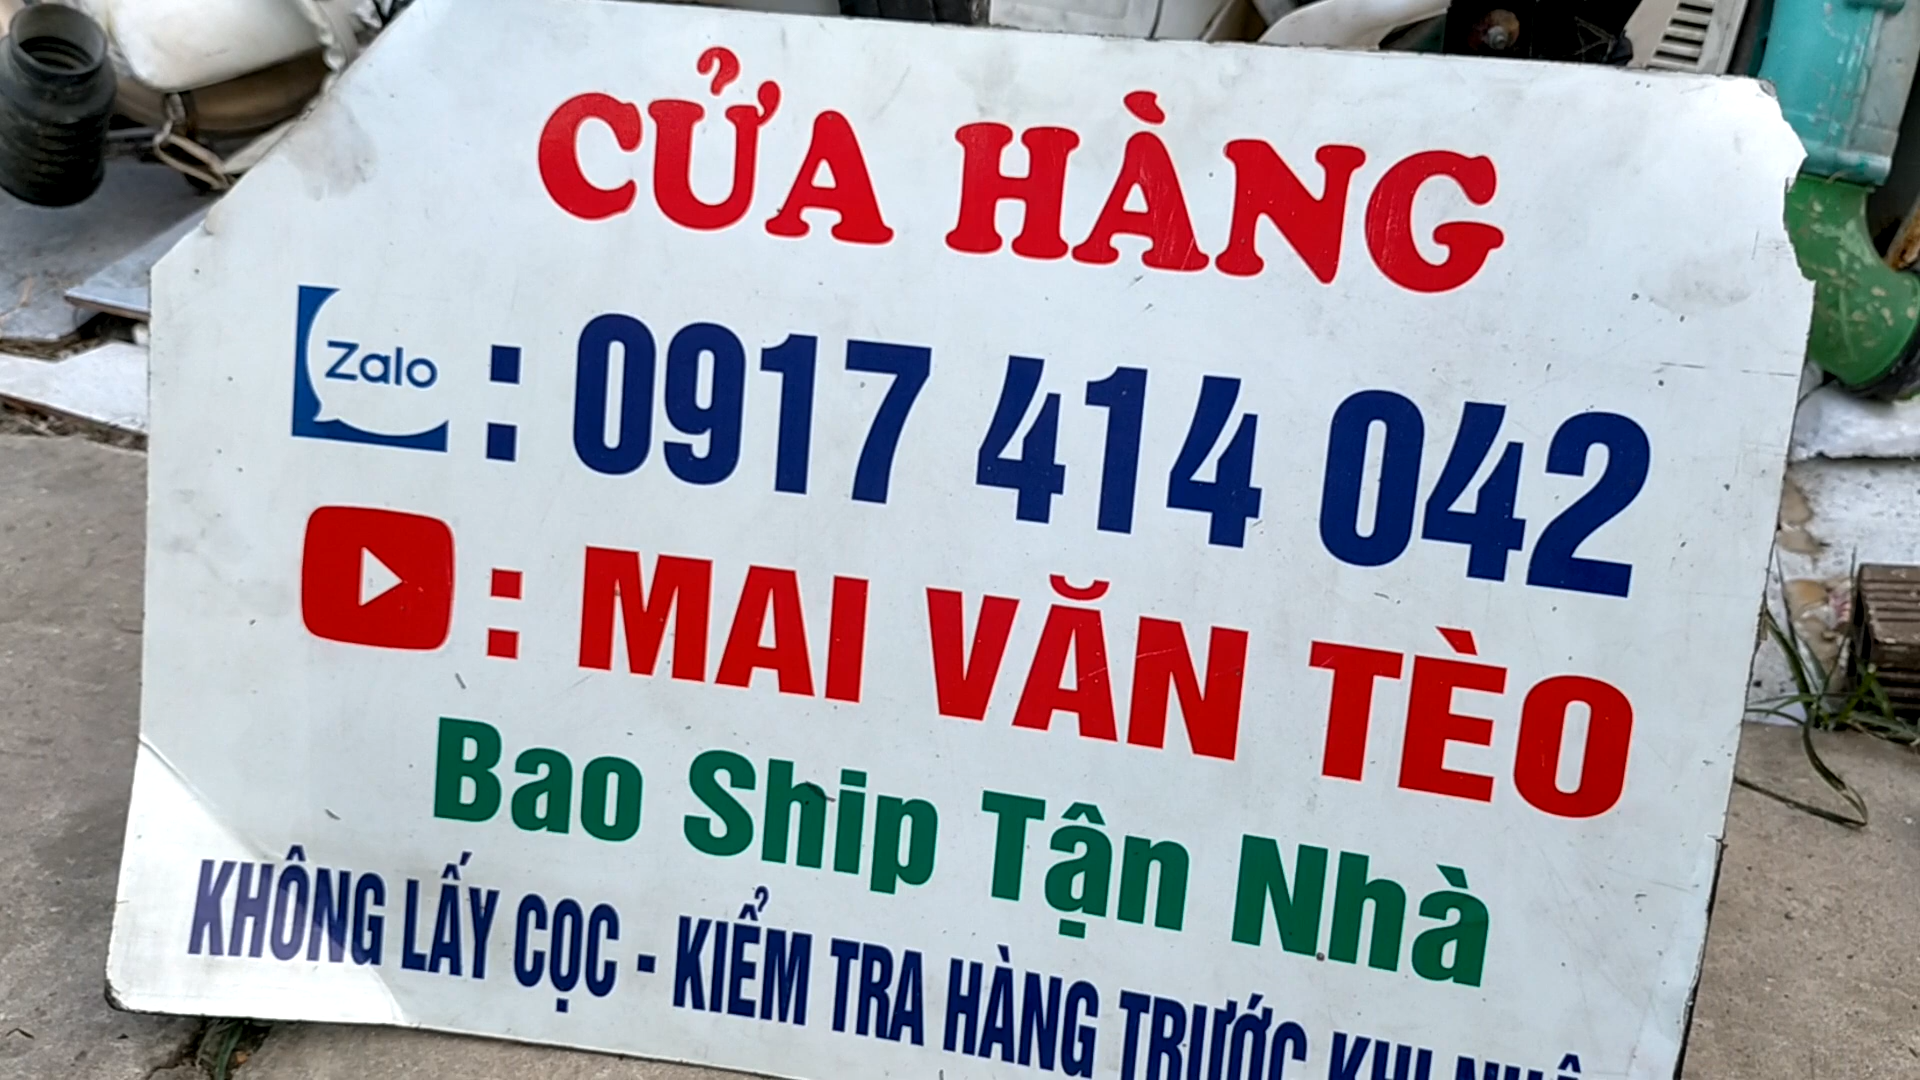 CỬA HÀNG
Zalo : 0917 414 042
: MAI VĂN TÈO
Bao Ship Tận Nhà
KHÔNG LẤY CỌC - KIỂM TRA HÀNG TRƯỚC KHI